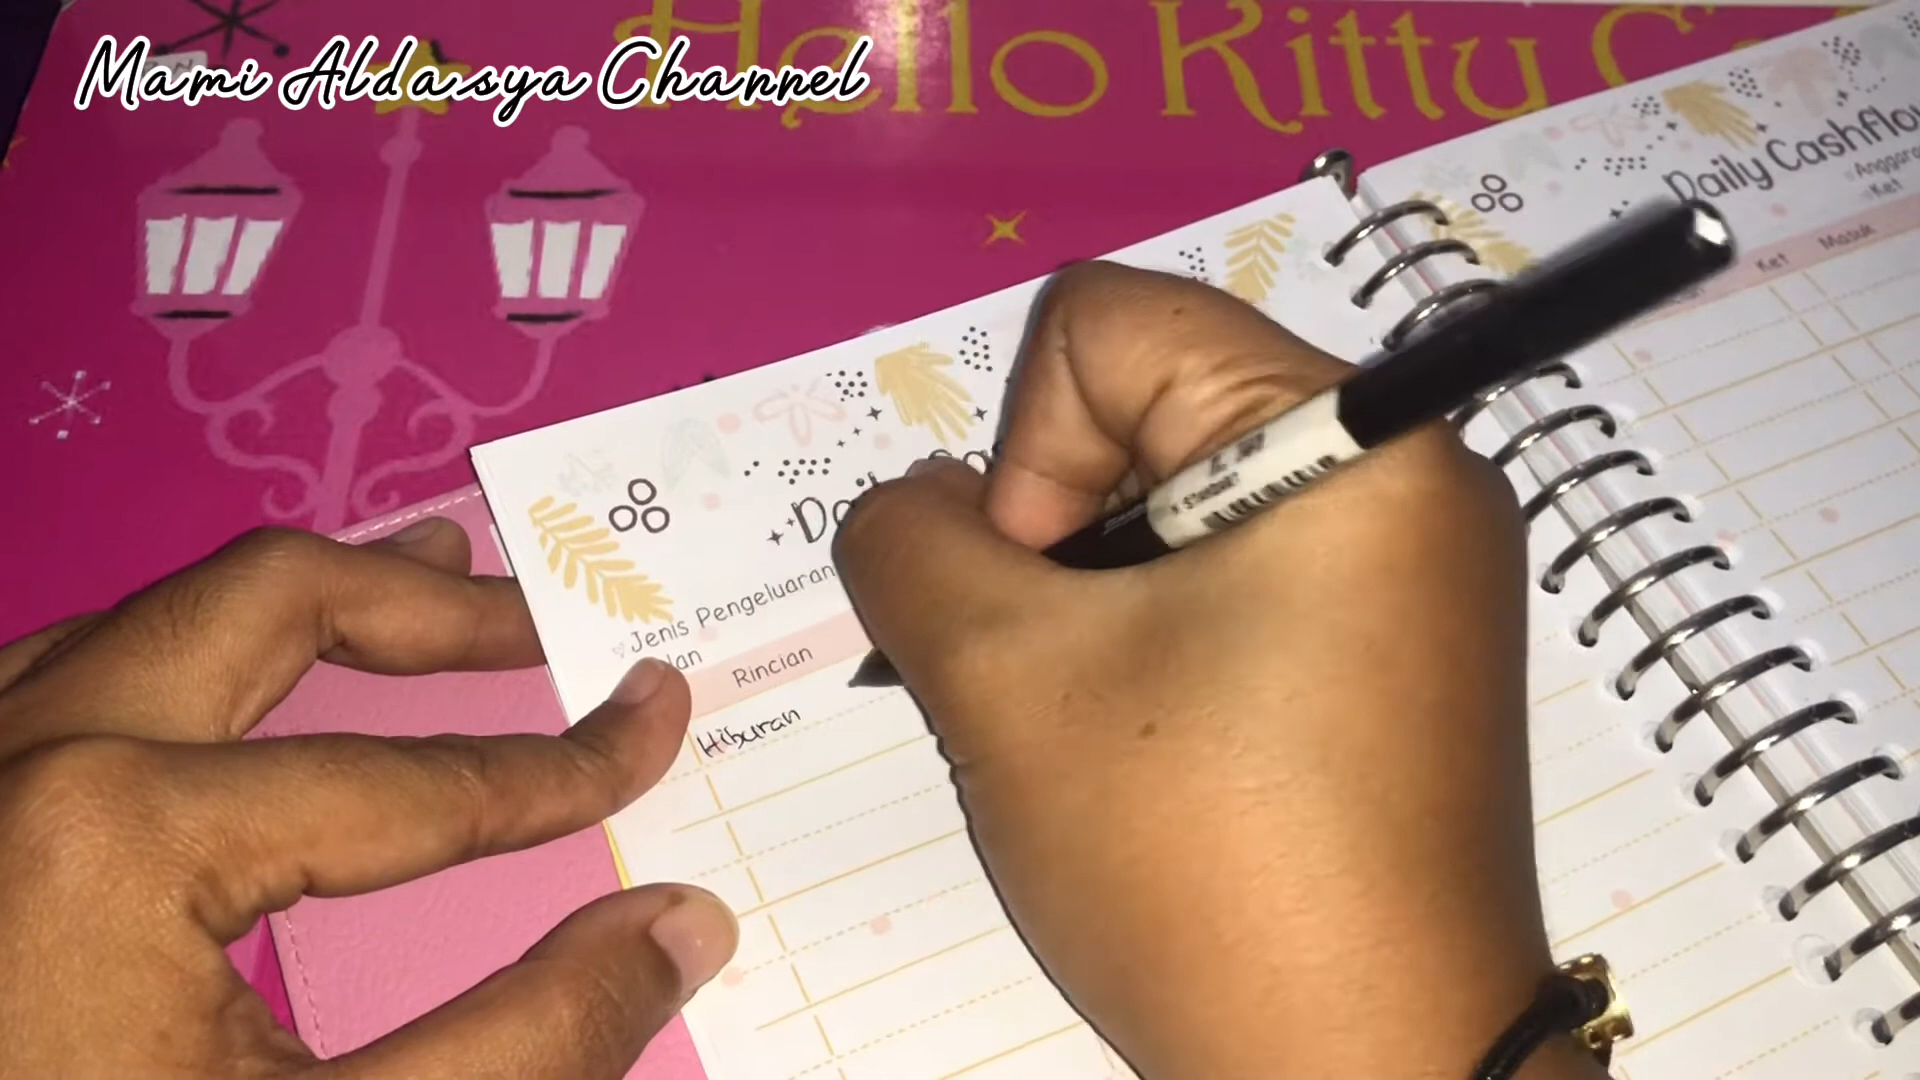 Mami Aldasya Channel
Hello Kitty
Daily Cashflow
Anggaran
Ket
Ket
Masuk
Jenis Pengeluaran
Rincian
Hiburan